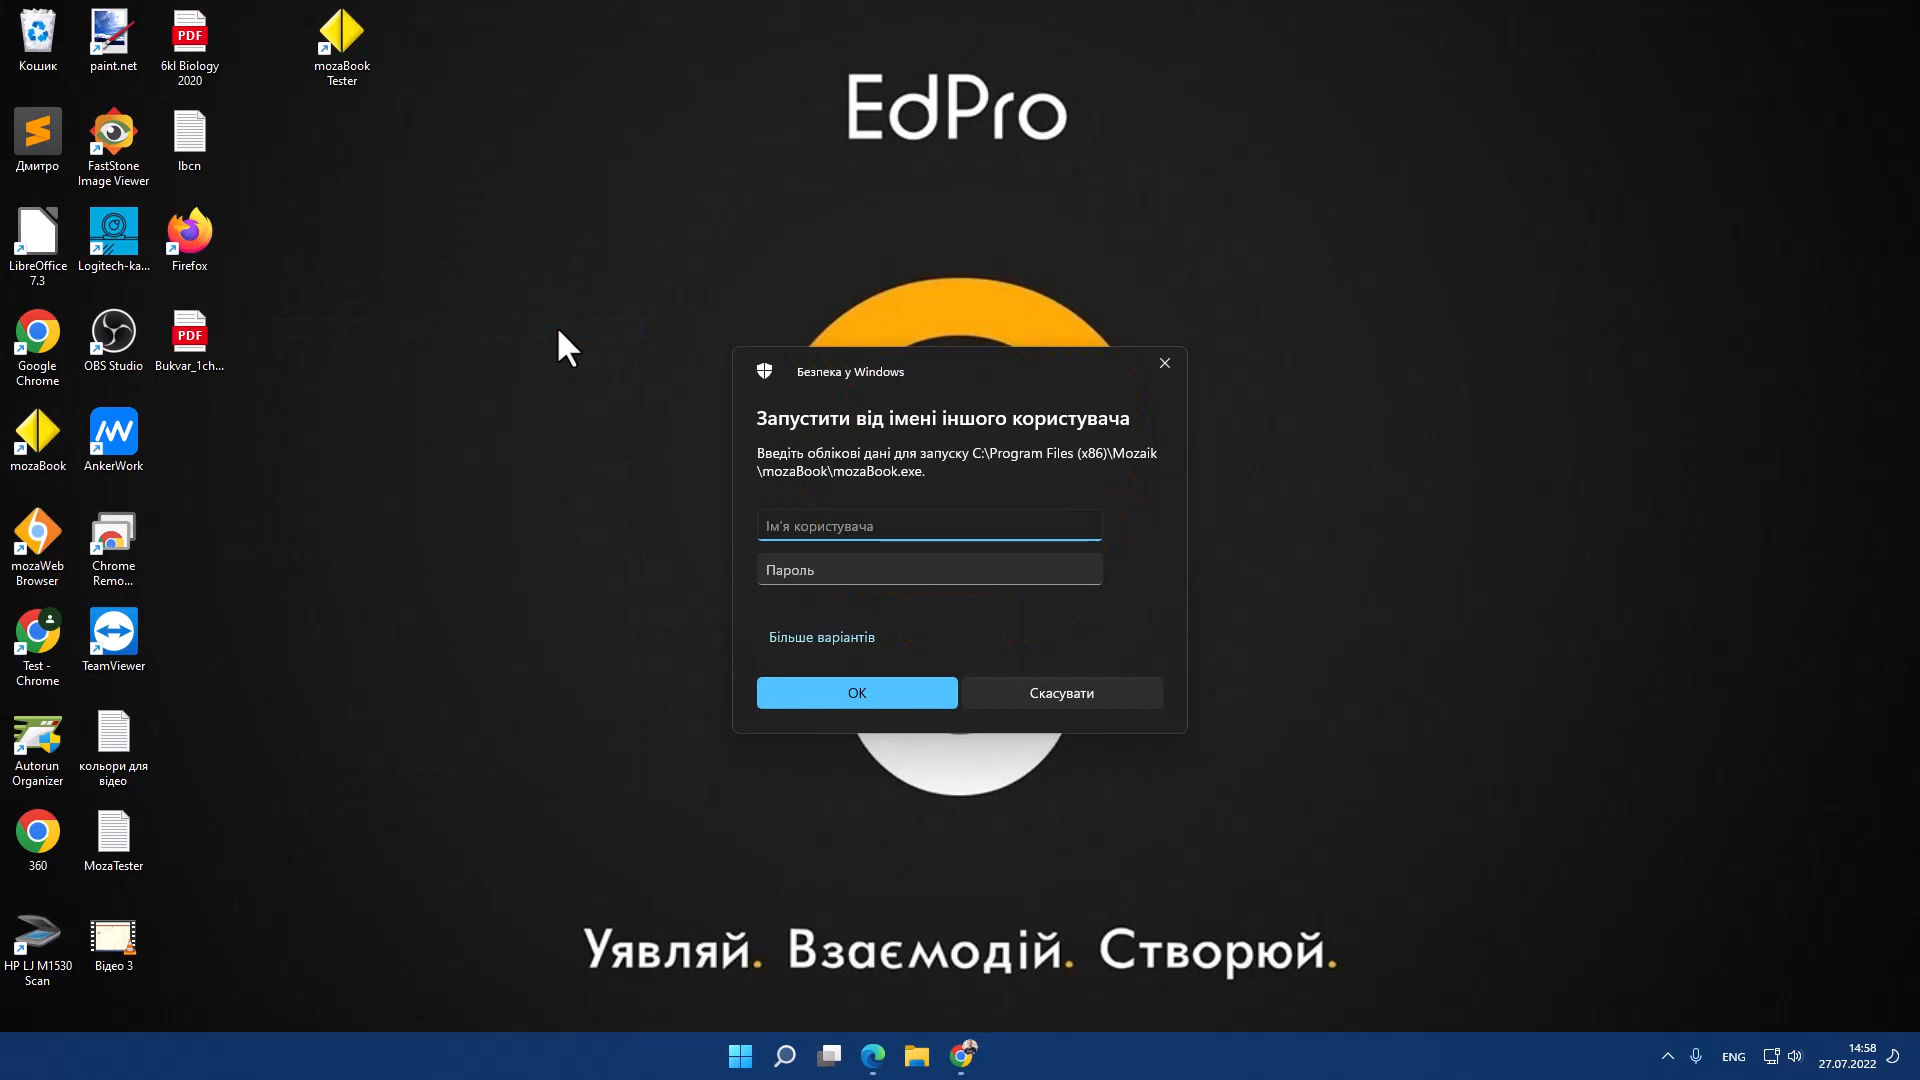 Кошик
paint.net
6kl Biology
2020
mozaBook
Tester
EdPro
Дмитро
FastStone
Image Viewer
lbcn
LibreOffice
7.3
Logitech-ka...
Firefox
Google
Chrome
OBS Studio
Bukvar_1ch...
PDF
PDF
Безпека у Windows
Запустити від імені іншого користувача
Введіть облікові дані для запуску C:\Program Files (x86)\Mozaik
\mozaBook\mozaBook.exe.
Ім'я користувача
Пароль
Більше варіантів
ОК
Скасувати
mozaBook
AnkerWork
mozaWeb
Browser
Chrome
Remo...
Test -
Chrome
TeamViewer
Autorun
Organizer
кольори для
відео
360
MozaTester
HP LJ M1530
Scan
Відео 3
Уявляй. Взаємодій. Створюй.
ENG
14:58
27.07.2022